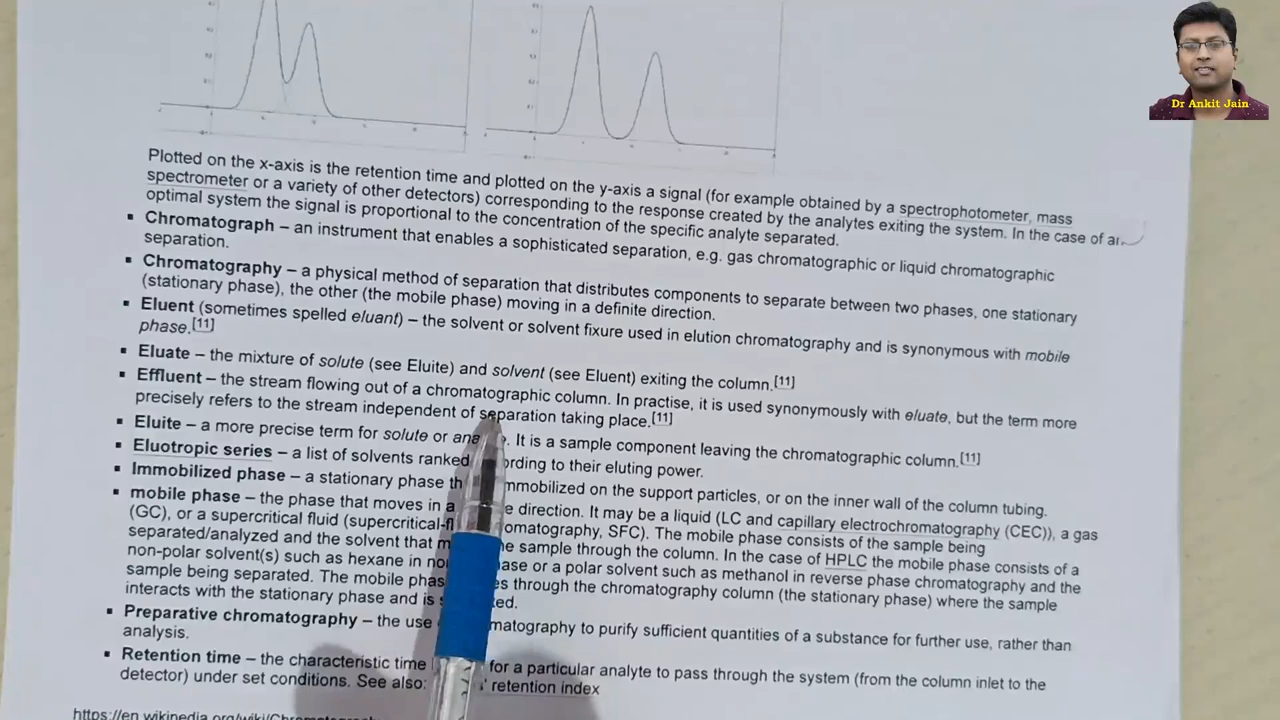 Dr Ankit Jain
Plotted on the x-axis is the retention time and plotted on the y-axis a signal (for example obtained by a spectrophotometer, mass
spectrometer or a variety of other detectors) corresponding to the response created by the analytes exiting the system. In the case of an
optimal system the signal is proportional to the concentration of the specific analyte separated.
▪ Chromatograph – an instrument that enables a sophisticated separation, e.g. gas chromatographic or liquid chromatographic
separation.
▪ Chromatography – a physical method of separation that distributes components to separate between two phases, one stationary
(stationary phase), the other (the mobile phase) moving in a definite direction.
▪ Eluent (sometimes spelled eluant) – the solvent or solvent fixure used in elution chromatography and is synonymous with mobile
phase.[11]
▪ Eluate – the mixture of solute (see Eluite) and solvent (see Eluent) exiting the column.[11]
▪ Effluent – the stream flowing out of a chromatographic column. In practise, it is used synonymously with eluate, but the term more
precisely refers to the stream independent of separation taking place.[11]
▪ Eluite – a more precise term for solute or It is a sample component leaving the chromatographic column.[11]
▪ Eluotropic series – a list of solvents ranked according to their eluting power.
▪ Immobilized phase – a stationary phase immobilized on the support particles, or on the inner wall of the column tubing.
▪ mobile phase – the phase that moves in a direction. It may be a liquid (LC and capillary electrochromatography (CEC)), a gas
(GC), or a supercritical fluid (supercritical-fluid chromatography, SFC). The mobile phase consists of the sample being
separated/analyzed and the solvent that the sample through the column. In the case of HPLC the mobile phase consists of a
non-polar solvent(s) such as hexane in phase or a polar solvent such as methanol in reverse phase chromatography and the
sample being separated. The mobile phase through the chromatography column (the stationary phase) where the sample
interacts with the stationary phase and is
▪ Preparative chromatography – the use chromatography to purify sufficient quantities of a substance for further use, rather than
analysis.
▪ Retention time – the characteristic time for a particular analyte to pass through the system (from the column inlet to the
detector) under set conditions. See also: retention index